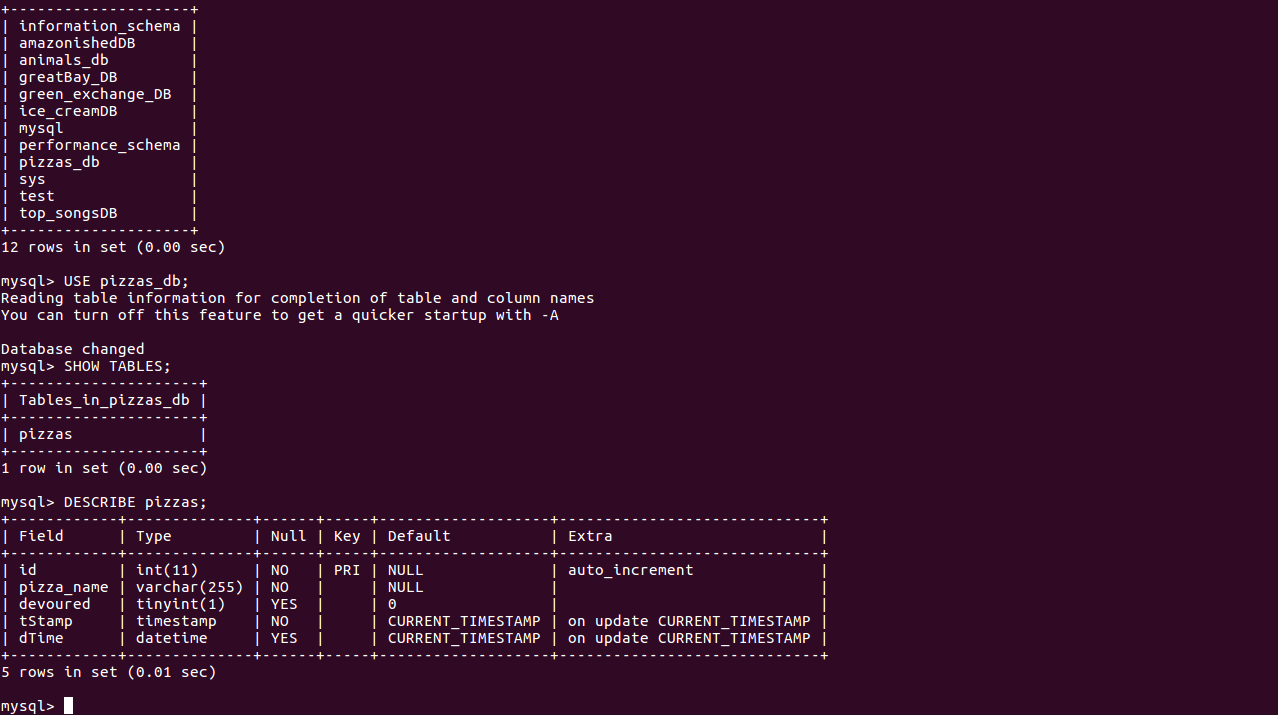 +--------------------+
| information_schema |
| amazonishedDB      |
| animals_db         |
| greatBay_DB        |
| green_exchange_DB  |
| ice_creamDB        |
| mysql              |
| performance_schema |
| pizzas_db          |
| sys                |
| test               |
| top_songsDB        |
+--------------------+
12 rows in set (0.00 sec)

mysql> USE pizzas_db;
Reading table information for completion of table and column names
You can turn off this feature to get a quicker startup with -A

Database changed
mysql> SHOW TABLES;
+---------------------+
| Tables_in_pizzas_db |
+---------------------+
| pizzas              |
+---------------------+
1 row in set (0.00 sec)

mysql> DESCRIBE pizzas;
+------------+--------------+------+-----+-------------------+-----------------------------+
| Field      | Type         | Null | Key | Default           | Extra                       |
+------------+--------------+------+-----+-------------------+-----------------------------+
| id         | int(11)      | NO   | PRI | NULL              | auto_increment              |
| pizza_name | varchar(255) | NO   |     | NULL              |                             |
| devoured   | tinyint(1)   | YES  |     | 0                 |                             |
| tStamp     | timestamp    | NO   |     | CURRENT_TIMESTAMP | on update CURRENT_TIMESTAMP |
| dTime      | datetime     | YES  |     | CURRENT_TIMESTAMP | on update CURRENT_TIMESTAMP |
+------------+--------------+------+-----+-------------------+-----------------------------+
5 rows in set (0.01 sec)

mysql>